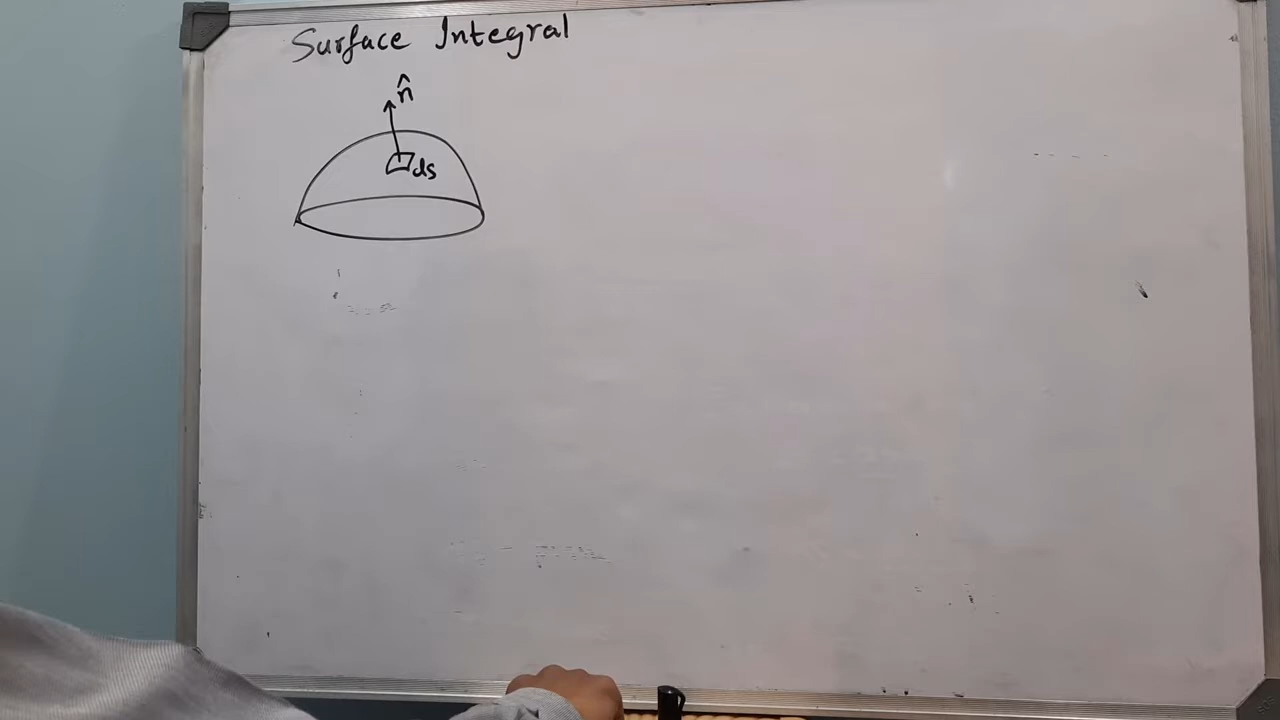 Surface Integral
n̂
ds